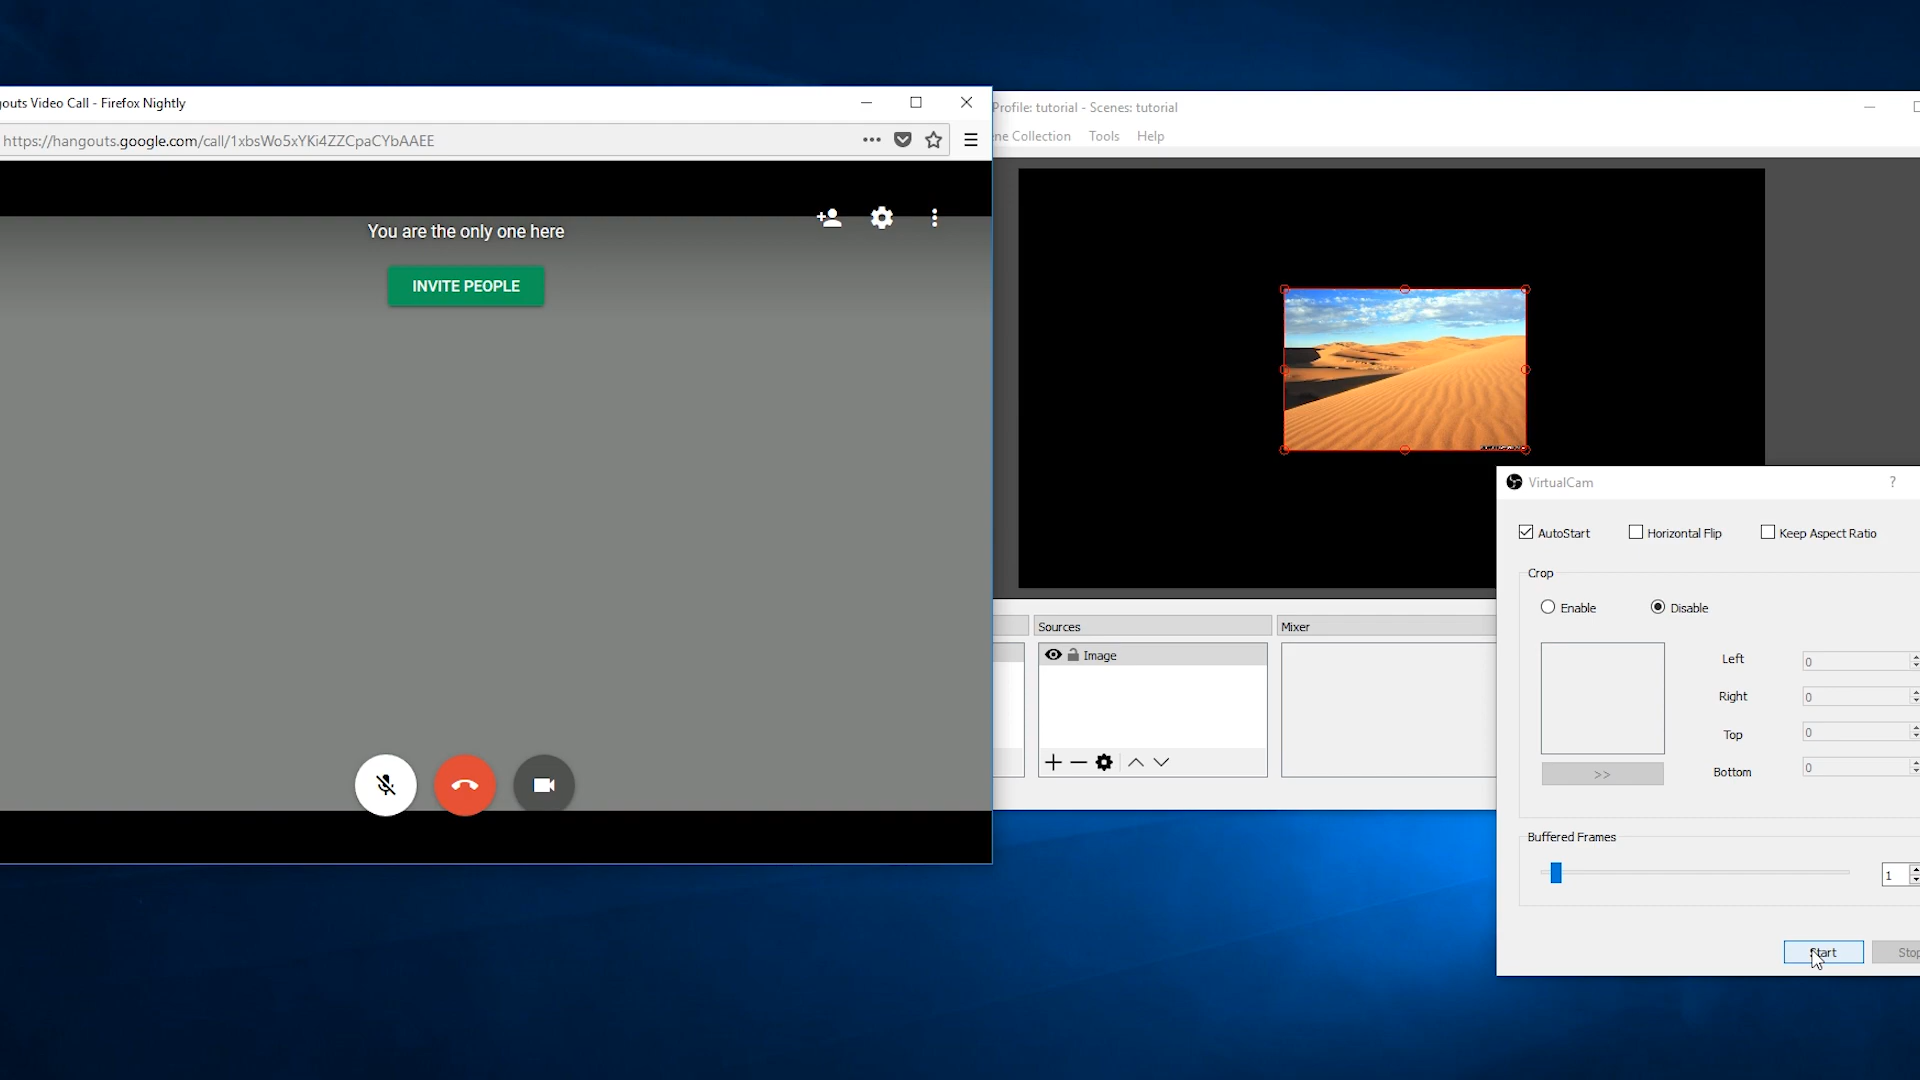 outs Video Call - Firefox Nightly
https://hangouts.google.com/call/1xbsWo5xYKi4ZZCpaCYbAAEE
You are the only one here
INVITE PEOPLE
Profile: tutorial - Scenes: tutorial
ne Collection Tools Help
VirtualCam ?
AutoStart Horizontal Flip Keep Aspect Ratio
Crop
Enable Disable
Left 0
Right 0
Top 0
Bottom 0
>>
Buffered Frames
1
Start Stop
Sources
Image
Mixer